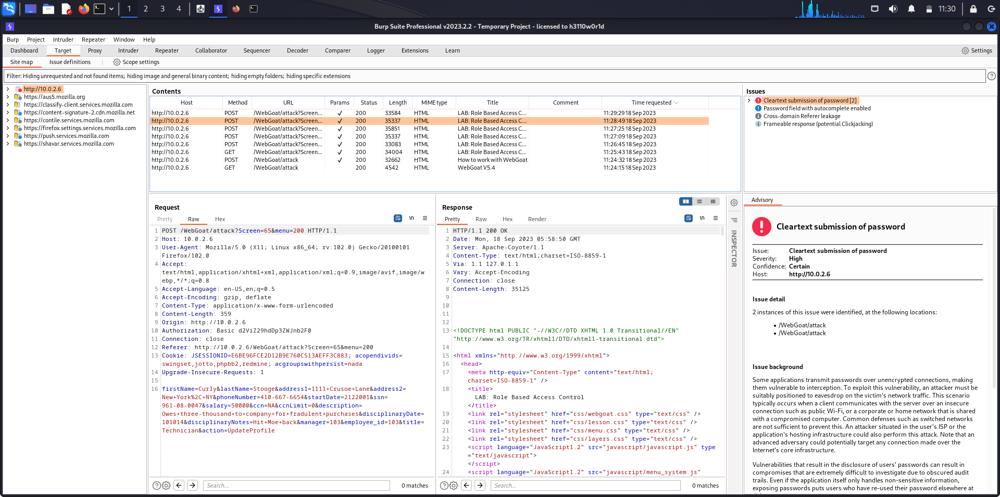 1 2 3 4
11:30
Burp Suite Professional v2023.2.2 - Temporary Project - licensed to h3110w0r1d
Burp Project Intruder Repeater Window Help
Dashboard Target Proxy Intruder Repeater Collaborator Sequencer Decoder Comparer Logger Extensions Learn Settings
Site map Issue definitions Scope settings
Filter: Hiding unrequested and not found items; hiding image and general binary content; hiding empty folders; hiding specific extensions
http://10.0.2.6
https://aus5.mozilla.org
https://classify-client.services.mozilla.com
https://content-signature-2.cdn.mozilla.net
https://contile.services.mozilla.com
https://firefox.settings.services.mozilla.com
https://push.services.mozilla.com
https://shavar.services.mozilla.com
Contents
Host Method URL Params Status Length MIME type Title Comment Time requested
http://10.0.2.6 POST /WebGoat/attack?Screen... ✓ 200 33584 HTML LAB: Role Based Access C... 11:29:29 18 Sep 2023
http://10.0.2.6 POST /WebGoat/attack?Screen... ✓ 200 35337 HTML LAB: Role Based Access C... 11:28:49 18 Sep 2023
http://10.0.2.6 POST /WebGoat/attack?Screen... ✓ 200 35851 HTML LAB: Role Based Access C... 11:27:25 18 Sep 2023
http://10.0.2.6 POST /WebGoat/attack?Screen... ✓ 200 35337 HTML LAB: Role Based Access C... 11:27:09 18 Sep 2023
http://10.0.2.6 POST /WebGoat/attack?Screen... ✓ 200 33083 HTML LAB: Role Based Access C... 11:26:45 18 Sep 2023
http://10.0.2.6 GET /WebGoat/attack?Screen... ✓ 200 34004 HTML LAB: Role Based Access C... 11:25:43 18 Sep 2023
http://10.0.2.6 POST /WebGoat/attack ✓ 200 32662 HTML How to work with WebGoat 11:24:32 18 Sep 2023
http://10.0.2.6 GET /WebGoat/attack 200 4542 HTML WebGoat V5.4 11:24:15 18 Sep 2023
Request
Pretty Raw Hex \n
1 POST /WebGoat/attack?Screen=65&menu=200 HTTP/1.1
2 Host: 10.0.2.6
3 User-Agent: Mozilla/5.0 (X11; Linux x86_64; rv:102.0) Gecko/20100101
Firefox/102.0
4 Accept:
text/html,application/xhtml+xml,application/xml;q=0.9,image/avif,image/w
ebp,*/*;q=0.8
5 Accept-Language: en-US,en;q=0.5
6 Accept-Encoding: gzip, deflate
7 Content-Type: application/x-www-form-urlencoded
8 Content-Length: 359
9 Origin: http://10.0.2.6
10 Authorization: Basic d2ViZ29hdDp3ZWJnb2F0
11 Connection: close
12 Referer: http://10.0.2.6/WebGoat/attack?Screen=65&menu=200
13 Cookie: JSESSIONID=E6BE96FCE2D12B9E760C513AEFF3C883; acopendivids=
swingset,jotto,phpbb2,redmine; acgroupswithpersist=nada
14 Upgrade-Insecure-Requests: 1
15
16 firstName=Curly&lastName=Stooge&address1=1111+Crusoe+Lane&address2=
New+York%2C+NY&phoneNumber=410-667-6654&startDate=2122001&ssn=
961-08-0047&salary=50000&ccn=NA&ccnLimit=0&description=
Owes+three-thousand+to+company+for+fradulent+purchases&disciplinaryDate=
101014&disciplinaryNotes=Hit+Moe+back&manager=103&employee_id=103&title=
Technician&action=UpdateProfile
Search... 0 matches
Response
Pretty Raw Hex Render \n
1 HTTP/1.1 200 OK
2 Date: Mon, 18 Sep 2023 05:58:50 GMT
3 Server: Apache-Coyote/1.1
4 Content-Type: text/html;charset=ISO-8859-1
5 Via: 1.1 127.0.1.1
6 Vary: Accept-Encoding
7 Connection: close
8 Content-Length: 35125
9
10
11
12
13 <!DOCTYPE html PUBLIC "-//W3C//DTD XHTML 1.0 Transitional//EN"
"http://www.w3.org/TR/xhtml1/DTD/xhtml1-transitional.dtd">
14
15 <html xmlns="http://www.w3.org/1999/xhtml">
16 <head>
17 <meta http-equiv="Content-Type" content="text/html;
charset=ISO-8859-1" />
18 <title>
LAB: Role Based Access Control
</title>
19 <link rel="stylesheet" href="css/webgoat.css" type="text/css" />
20 <link rel="stylesheet" href="css/lesson.css" type="text/css" />
21 <link rel="stylesheet" href="css/menu.css" type="text/css" />
22 <link rel="stylesheet" href="css/layers.css" type="text/css" />
23 <script language="JavaScript1.2" src="javascript/javascript.js" type
="text/javascript">
</script>
24 <script language="JavaScript1.2" src="javascript/menu_system.js"
Search... 0 matches
INSPECTOR
Issues
Cleartext submission of password [2]
Password field with autocomplete enabled
Cross-domain Referer leakage
Frameable response (potential Clickjacking)
Advisory
Cleartext submission of password
Issue: Cleartext submission of password
Severity: High
Confidence: Certain
Host: http://10.0.2.6
Issue detail
2 instances of this issue were identified, at the following locations:
• /WebGoat/attack
• /WebGoat/attack
Issue background
Some applications transmit passwords over unencrypted connections, making
them vulnerable to interception. To exploit this vulnerability, an attacker must be
suitably positioned to eavesdrop on the victim's network traffic. This scenario
typically occurs when a client communicates with the server over an insecure
connection such as public Wi-Fi, or a corporate or home network that is shared
with a compromised computer. Common defenses such as switched networks
are not sufficient to prevent this. An attacker situated in the user's ISP or the
application's hosting infrastructure could also perform this attack. Note that an
advanced adversary could potentially target any connection made over the
Internet's core infrastructure.
Vulnerabilities that result in the disclosure of users' passwords can result in
compromises that are extremely difficult to investigate due to obscured audit
trails. Even if the application itself only handles non-sensitive information,
exposing passwords puts users who have re-used their password elsewhere at